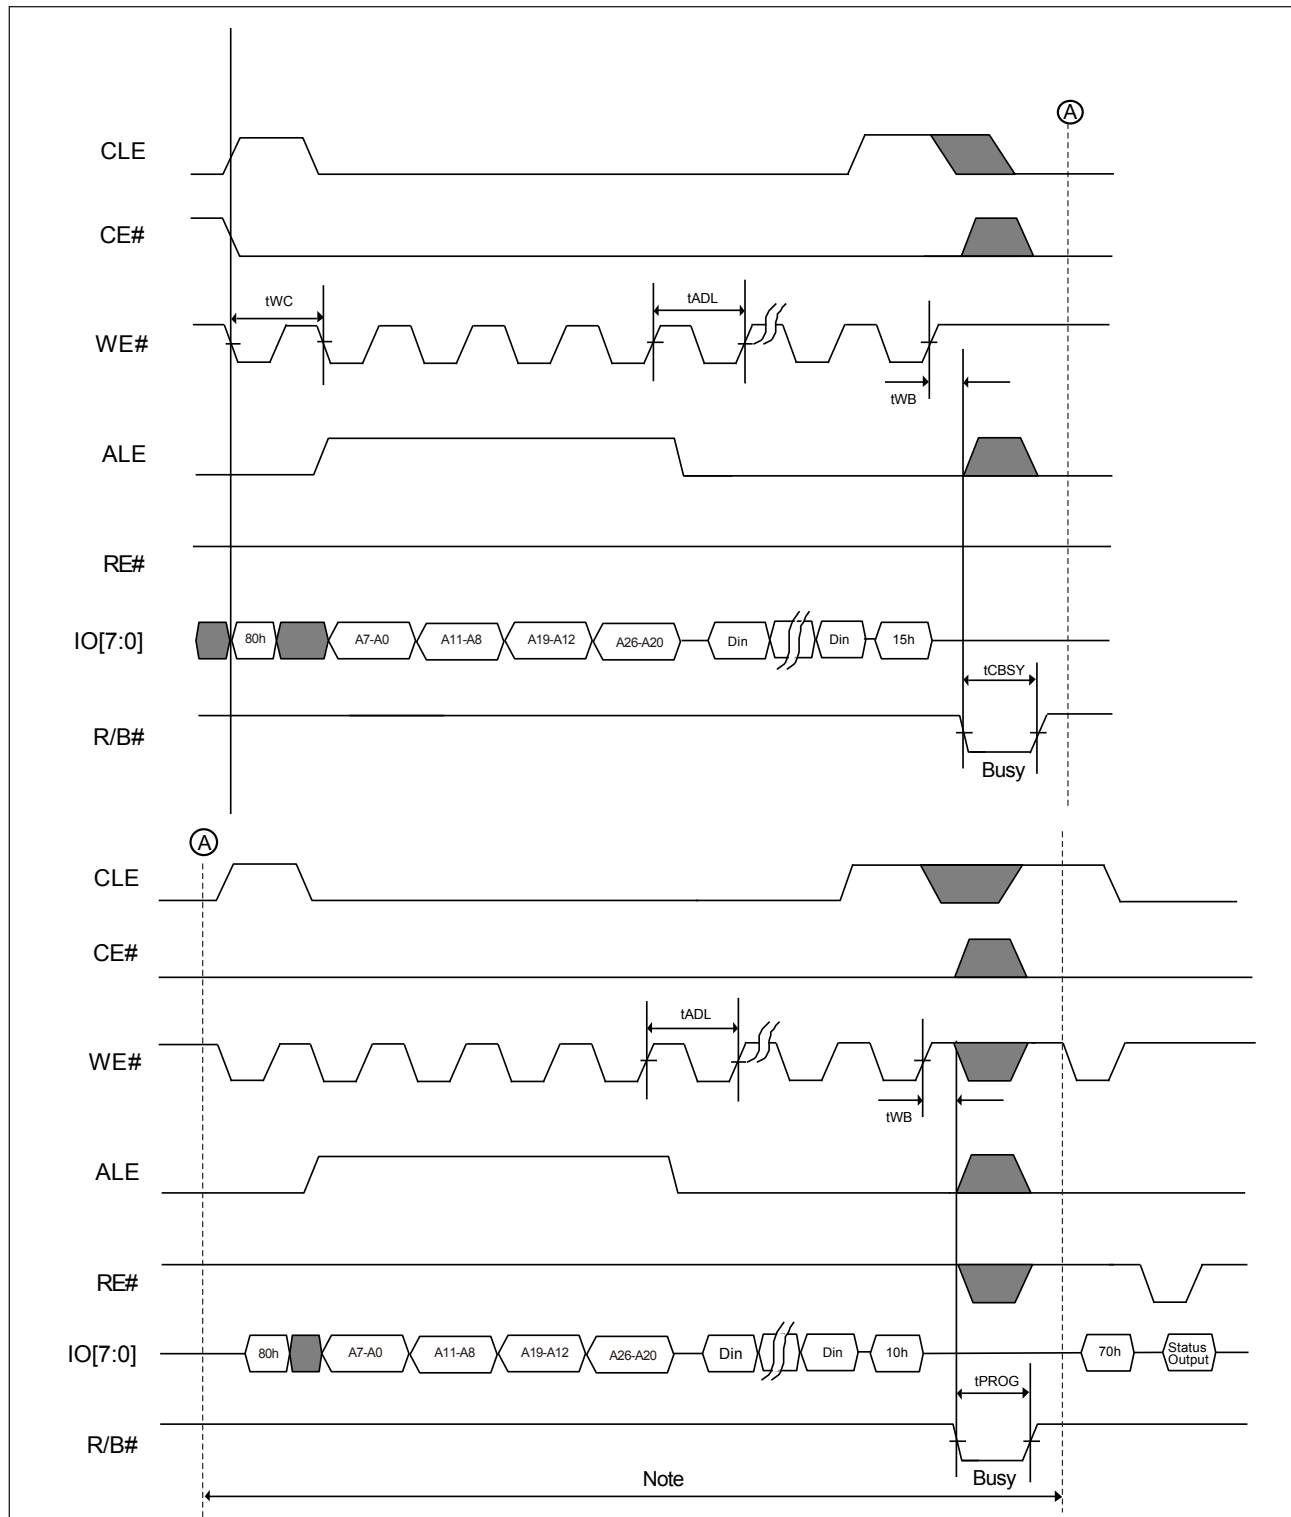 A
CLE
CE#
tWC
tADL
WE#
tWB
ALE
RE#
IO[7:0]
80h
A7-A0
A11-A8
A19-A12
A26-A20
Din
Din
15h
tCBSY
R/B#
Busy
A
CLE
CE#
tADL
WE#
tWB
ALE
RE#
IO[7:0]
80h
A7-A0
A11-A8
A19-A12
A26-A20
Din
Din
10h
70h
Status
Output
tPROG
R/B#
Busy
Note